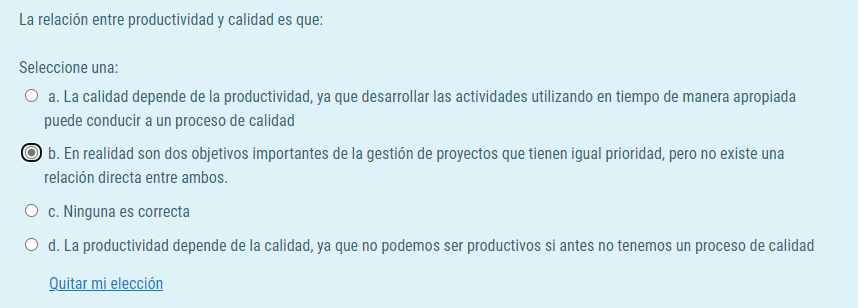 La relación entre productividad y calidad es que:
Seleccione una:
a. La calidad depende de la productividad, ya que desarrollar las actividades utilizando en tiempo de manera apropiada
puede conducir a un proceso de calidad
b. En realidad son dos objetivos importantes de la gestión de proyectos que tienen igual prioridad, pero no existe una
relación directa entre ambos.
c. Ninguna es correcta
d. La productividad depende de la calidad, ya que no podemos ser productivos si antes no tenemos un proceso de calidad
Quitar mi elección